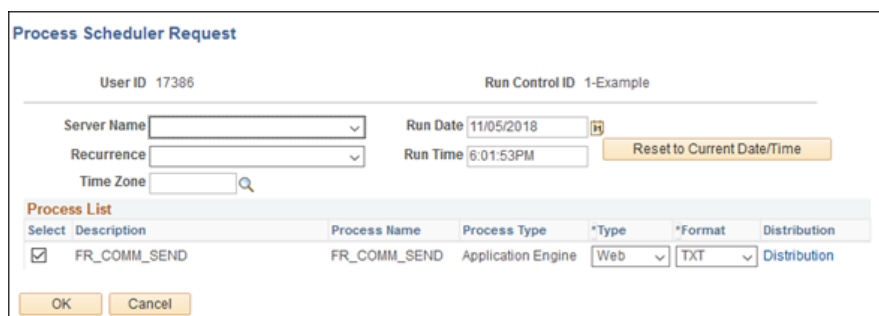 Process Scheduler Request
User ID 17386 Run Control ID 1-Example
Server Name Run Date 11/05/2018
Recurrence Run Time 6:01:53PM Reset to Current Date/Time
Time Zone
Process List
Select Description Process Name Process Type *Type *Format Distribution
FR_COMM_SEND FR_COMM_SEND Application Engine Web TXT Distribution
OK Cancel